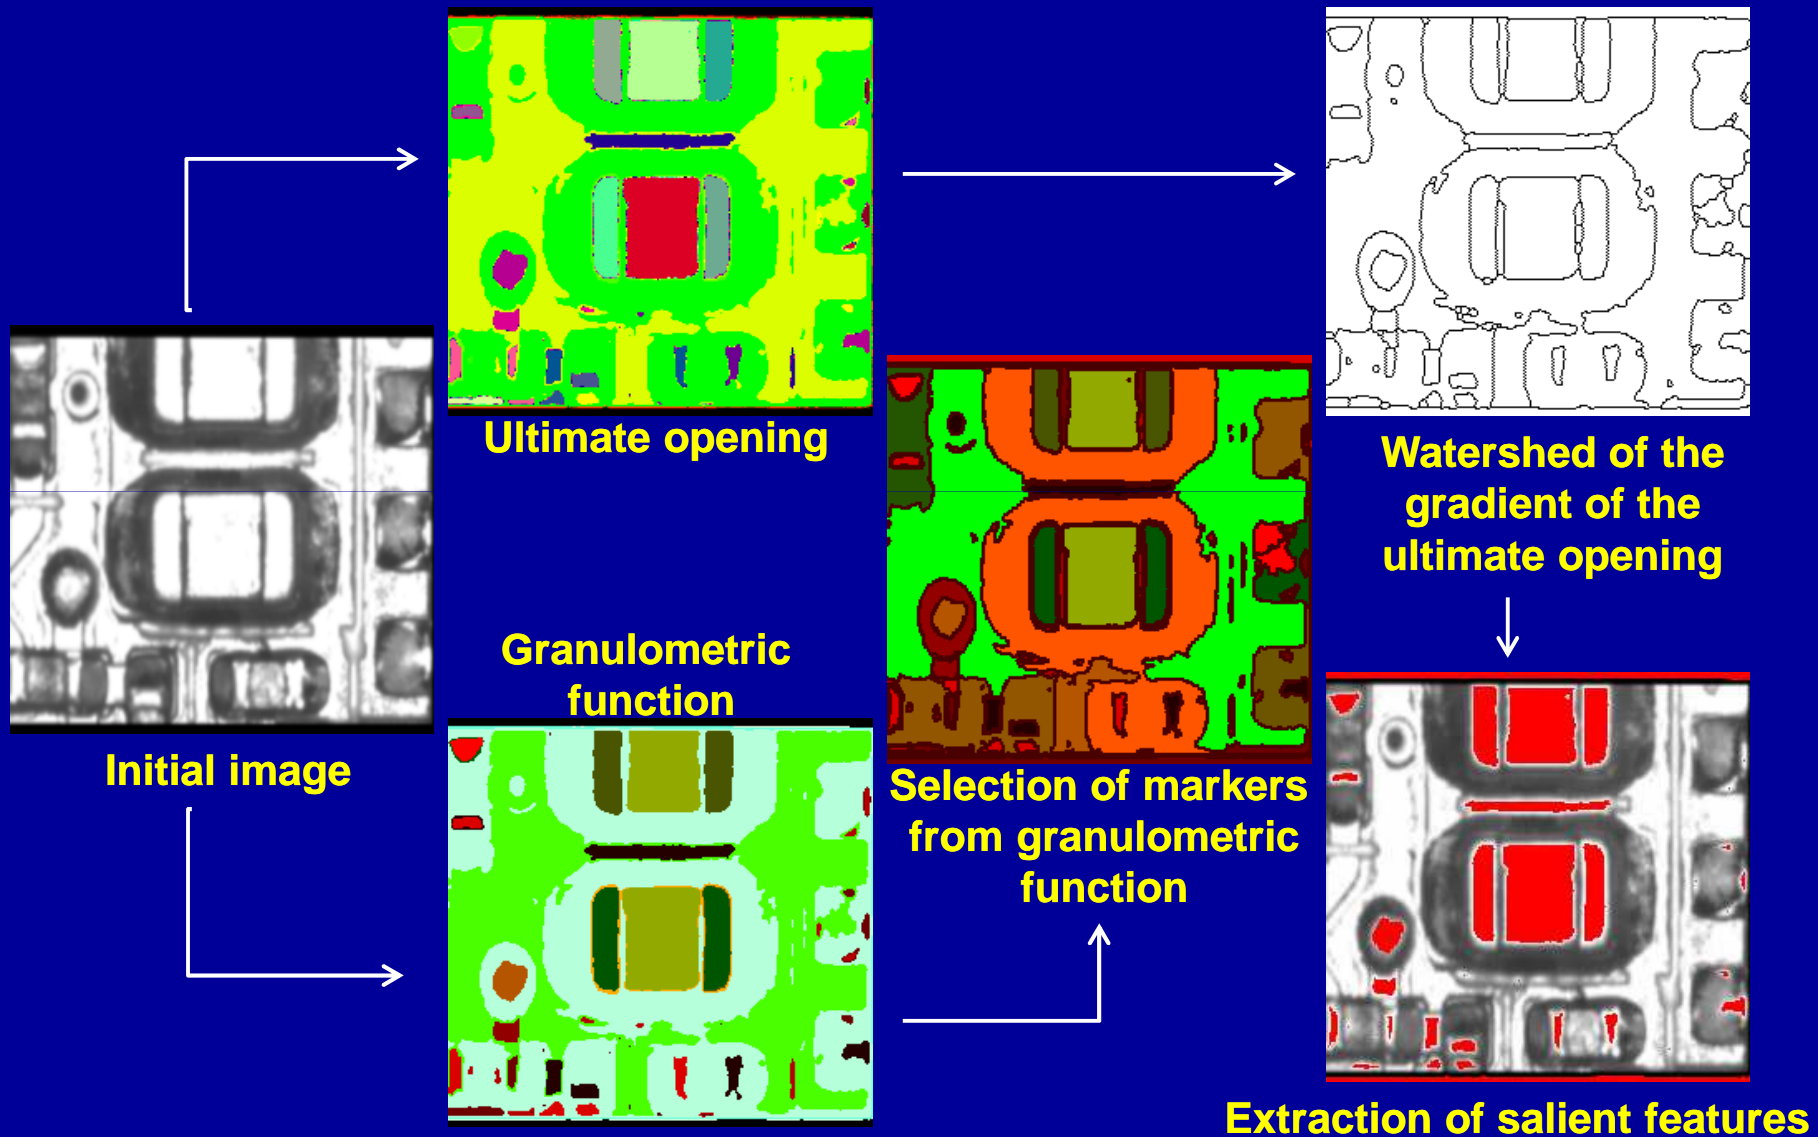 Ultimate opening
Watershed of the
gradient of the
ultimate opening
Granulometric
function
Initial image
Selection of markers
from granulometric
function
Extraction of salient features